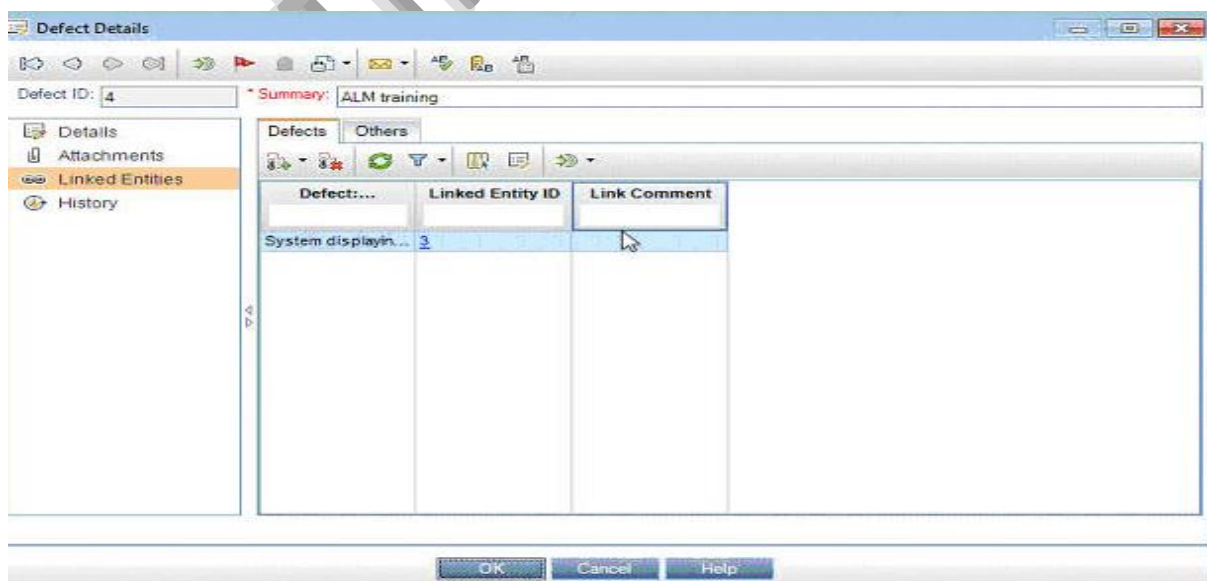 Defect Details
Defect ID: 4 * Summary: ALM training
Details
Attachments
Linked Entities
History
Defects Others
Defect:... Linked Entity ID Link Comment
System displayin... 3
OK Cancel Help